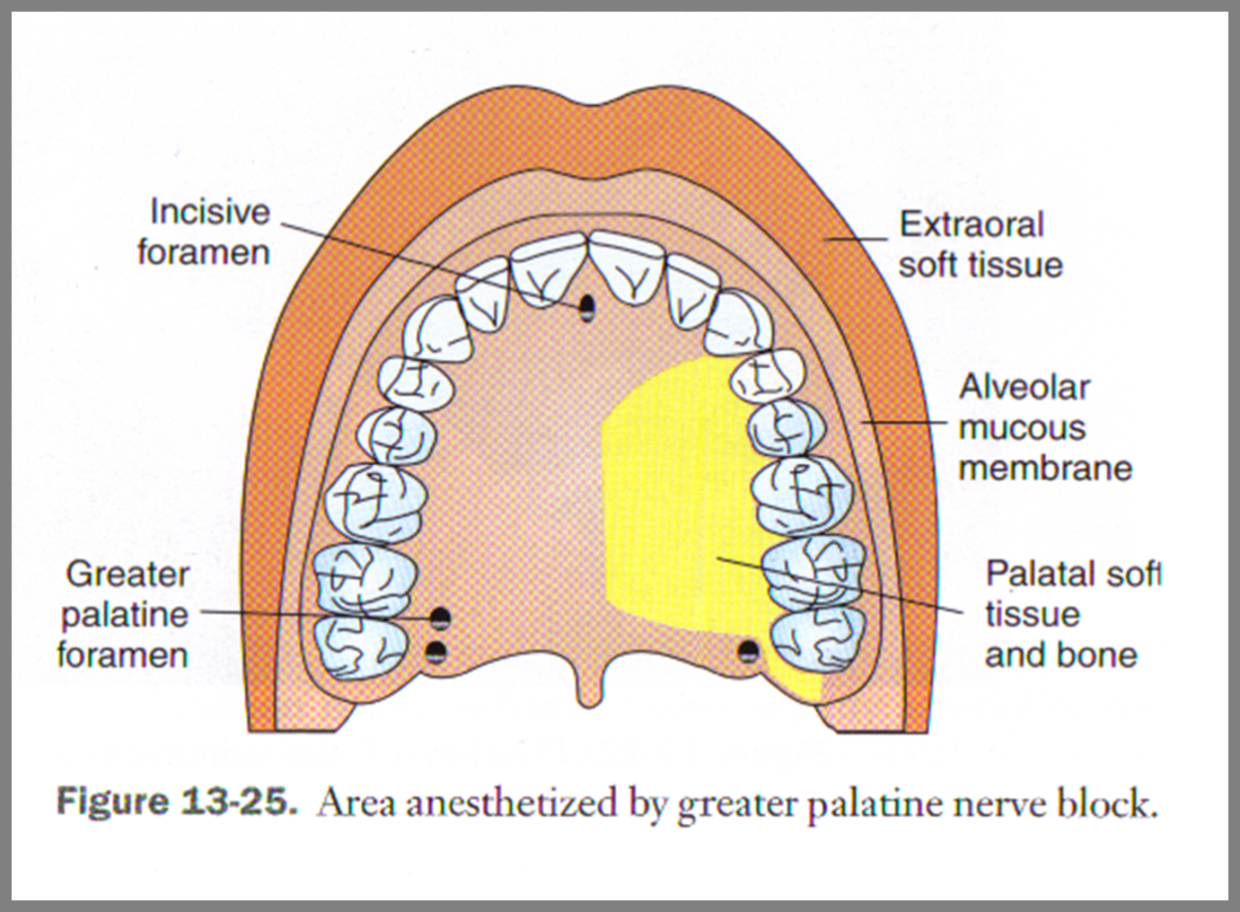 Incisive
foramen
Extraoral
soft tissue
Alveolar
mucous
membrane
Greater
palatine
foramen
Palatal soft
tissue
and bone
Figure 13-25. Area anesthetized by greater palatine nerve block.